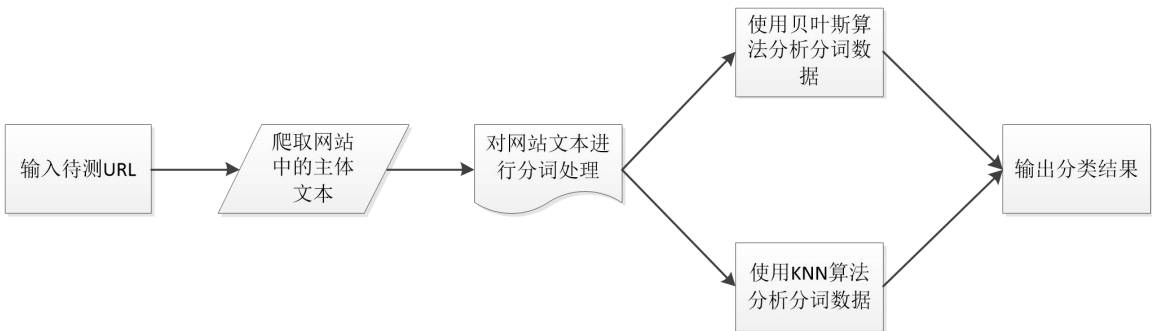 输入待测URL
爬取网站
中的主体
文本
对网站文本进
行分词处理
使用贝叶斯算
法分析分词数
据
使用KNN算法
分析分词数据
输出分类结果